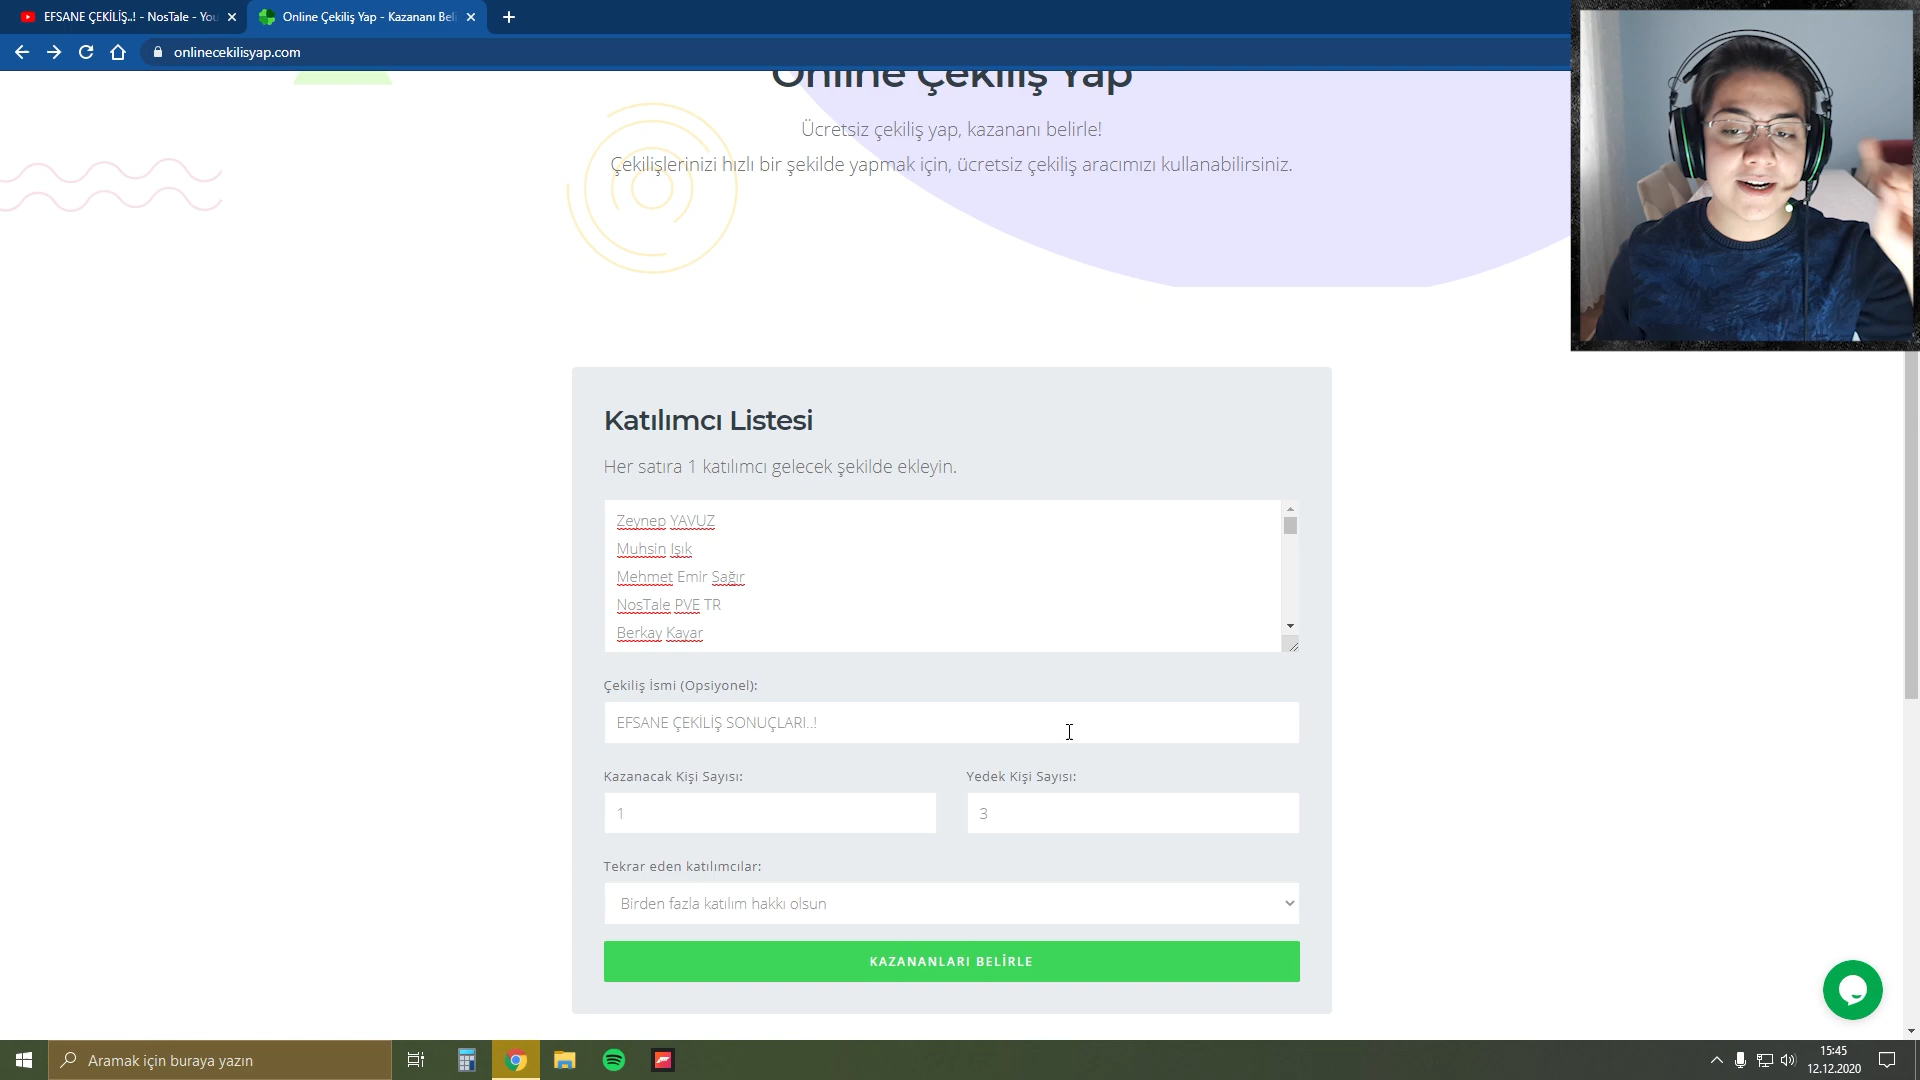 EFSANE ÇEKİLİŞ..! - NosTale - You
Online Çekiliş Yap - Kazananı Beli
onlinecekilisyap.com
Online Çekiliş Yap
Ücretsiz çekiliş yap, kazananı belirle!
Çekilişlerinizi hızlı bir şekilde yapmak için, ücretsiz çekiliş aracımızı kullanabilirsiniz.
Katılımcı Listesi
Her satıra 1 katılımcı gelecek şekilde ekleyin.
Zeynep YAVUZ
Muhsin Işık
Mehmet Emir Sağır
NosTale PVE TR
Berkay Kayar
Çekiliş İsmi (Opsiyonel):
EFSANE ÇEKİLİŞ SONUÇLARI..!
Kazanacak Kişi Sayısı:
Yedek Kişi Sayısı:
1
3
Tekrar eden katılımcılar:
Birden fazla katılım hakkı olsun
KAZANANLARI BELİRLE
Aramak için buraya yazın
15:45
12.12.2020